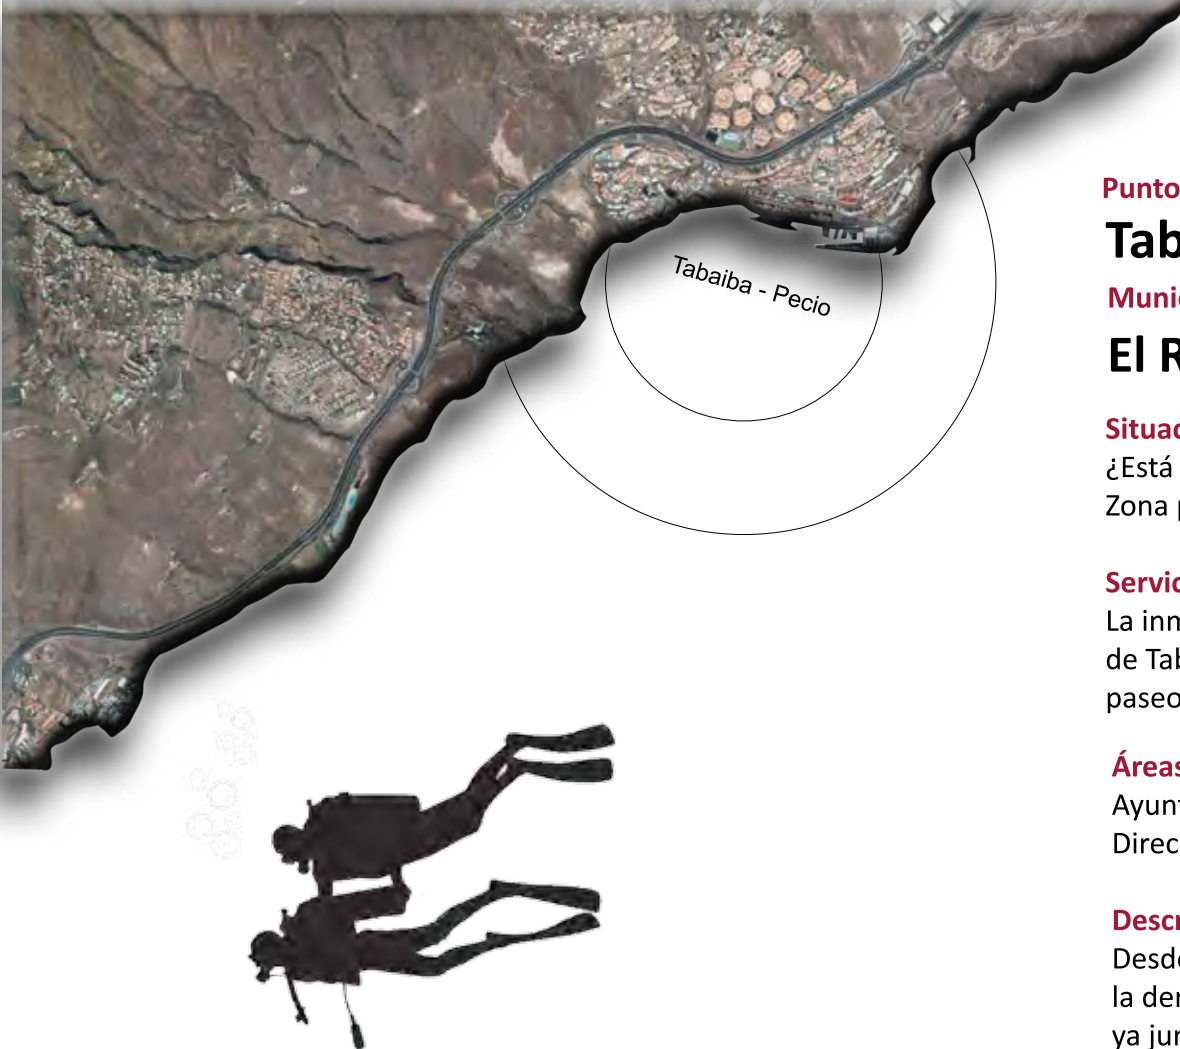 Tabaiba - Pecio
Punto
Tab
Muni
El R
Situac
¿Está
Zona p
Servic
La inm
de Tab
paseo
Áreas
Ayunt
Direc
Descr
Desde
la der
ya jun